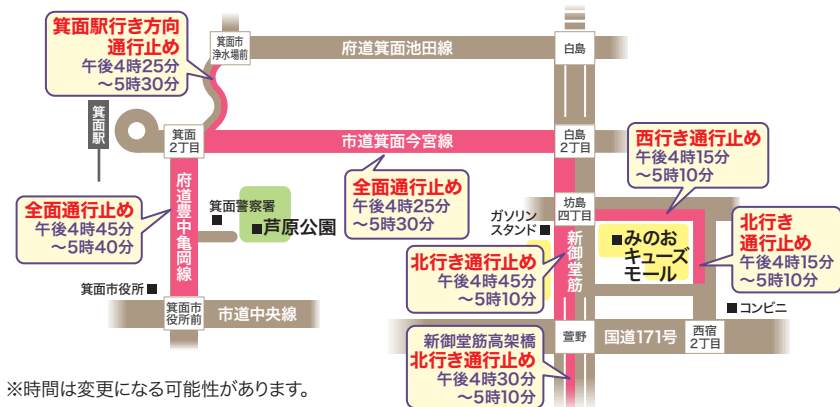 箕面駅行き方向
通行止め
午後4時25分
～5時30分
箕面市
浄水場前
府道箕面池田線
白島
箕面駅
箕面
2丁目
市道箕面今宮線
白島
2丁目
西行き通行止め
午後4時15分
～5時10分
全面通行止め
午後4時45分
～5時40分
府道豊中亀岡線
箕面警察署
芦原公園
全面通行止め
午後4時25分
～5時30分
ガソリン
スタンド
坊島
四丁目
新御堂筋
みのお
キューズ
モール
北行き
通行止め
午後4時15分
～5時10分
北行き通行止め
午後4時45分
～5時10分
箕面市役所
箕面市
役所前
市道中央線
コンビニ
萱野
国道171号
西宿
2丁目
新御堂筋高架橋
北行き通行止め
午後4時30分
～5時10分
※時間は変更になる可能性があります。